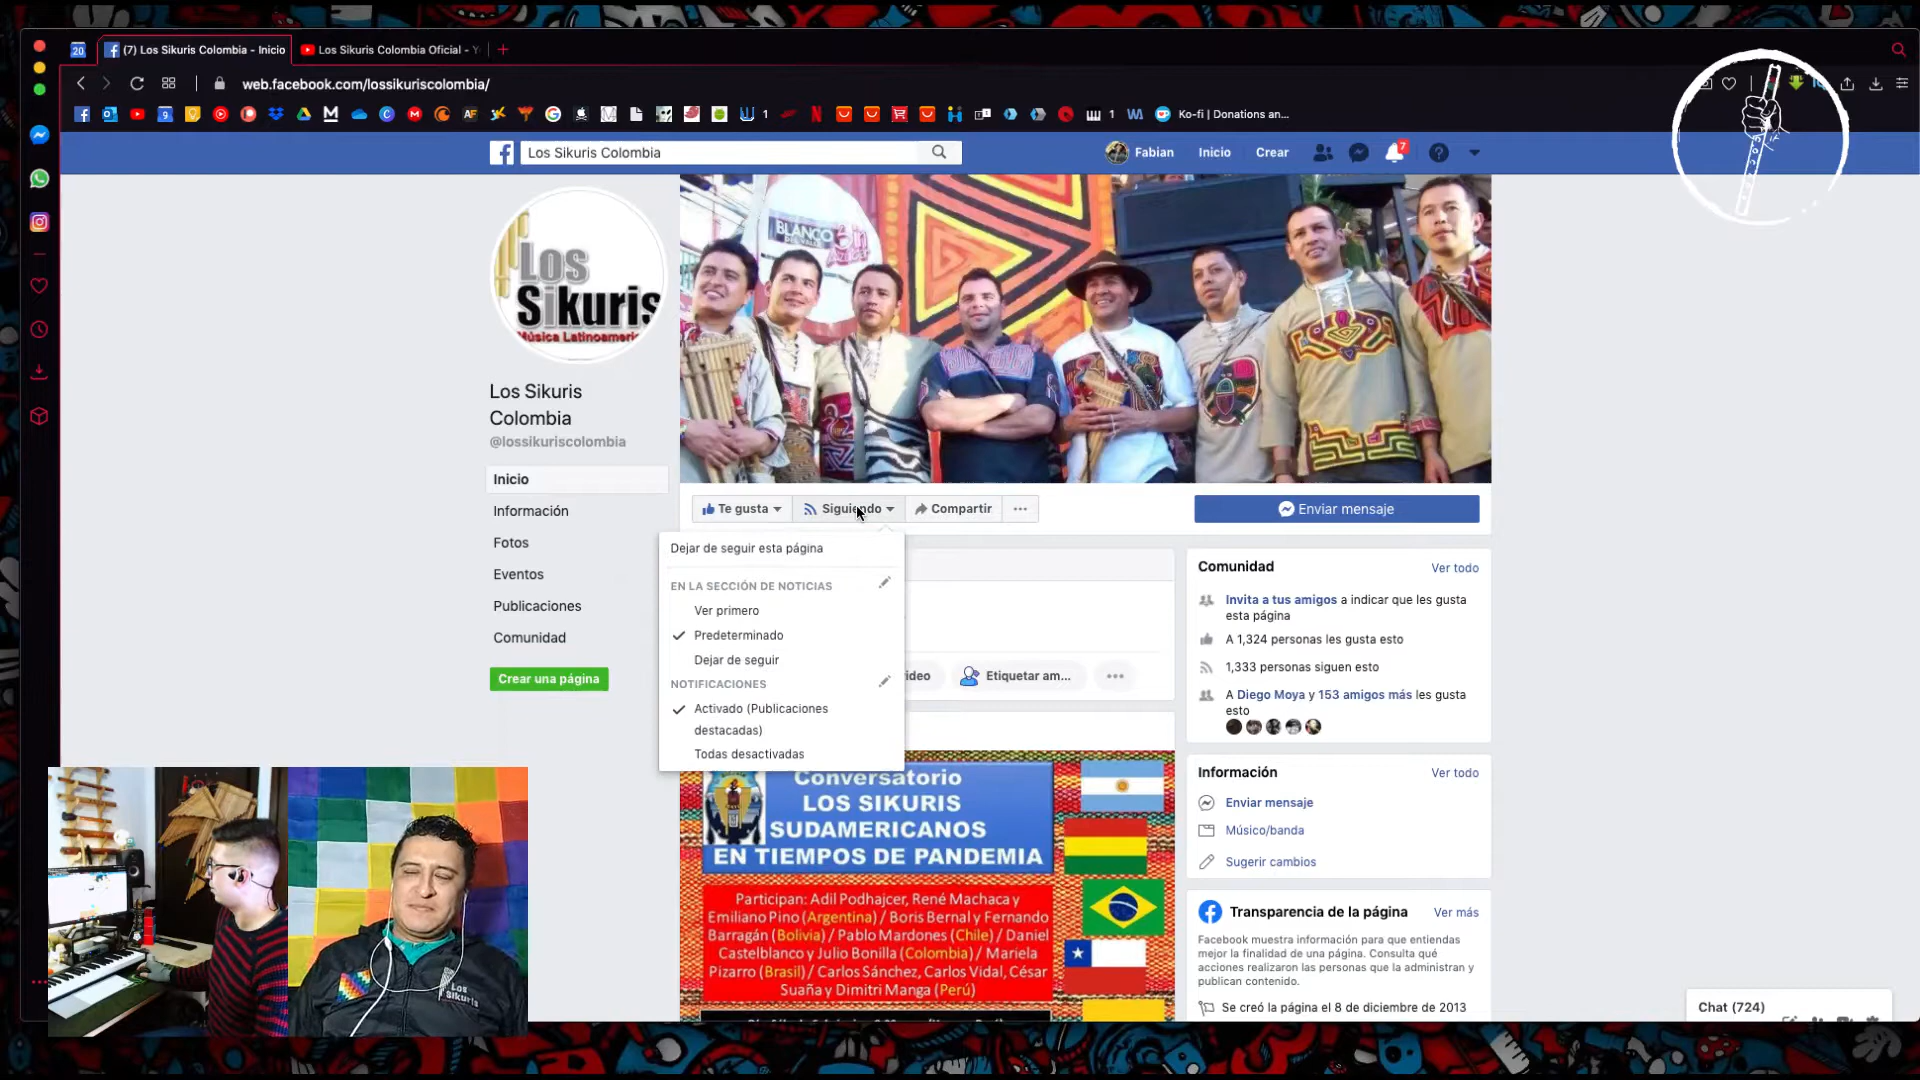 20
(7) Los Sikuris Colombia - Inicio
Los Sikuris Colombia Oficial - Y
web.facebook.com/lossikuriscolombia/
1
1
Ko-fi | Donations an...
Los Sikuris Colombia
Fabian
Inicio
Crear
7
Los
Sikuris
BLANCO
DEL VALLE
Sin
Los Sikuris
Colombia
@lossikuriscolombia
Inicio
Información
Fotos
Eventos
Publicaciones
Comunidad
Crear una página
Te gusta
Siguiendo
Compartir
Enviar mensaje
Dejar de seguir esta página
EN LA SECCIÓN DE NOTICIAS
Ver primero
Predeterminado
Dejar de seguir
NOTIFICACIONES
Activado (Publicaciones
destacadas)
Todas desactivadas
Etiquetar am...
Conversatorio
LOS SIKURIS
SUDAMERICANOS
EN TIEMPOS DE PANDEMIA
Participan: Adil Podhajcer, René Machaca y
Emiliano Pino (Argentina) / Boris Bernal y Fernando
Barragán (Bolivia) / Pablo Mardones (Chile) / Daniel
Castelblanco y Julio Bonilla (Colombia) / Mariela
Pizarro (Brasil) / Carlos Sánchez, Carlos Vidal, César
Suaña y Dimitri Manga (Perú)
Comunidad
Ver todo
Invita a tus amigos a indicar que les gusta
esta página
A 1,324 personas les gusta esto
1,333 personas siguen esto
A Diego Moya y 153 amigos más les gusta
esto
Información
Ver todo
Enviar mensaje
Músico/banda
Sugerir cambios
Transparencia de la página
Ver más
Facebook muestra información para que entiendas
mejor la finalidad de una página. Consulta qué
acciones realizaron las personas que la administran y
publican contenido.
Se creó la página el 8 de diciembre de 2013
Chat (724)
Los
Sikuris